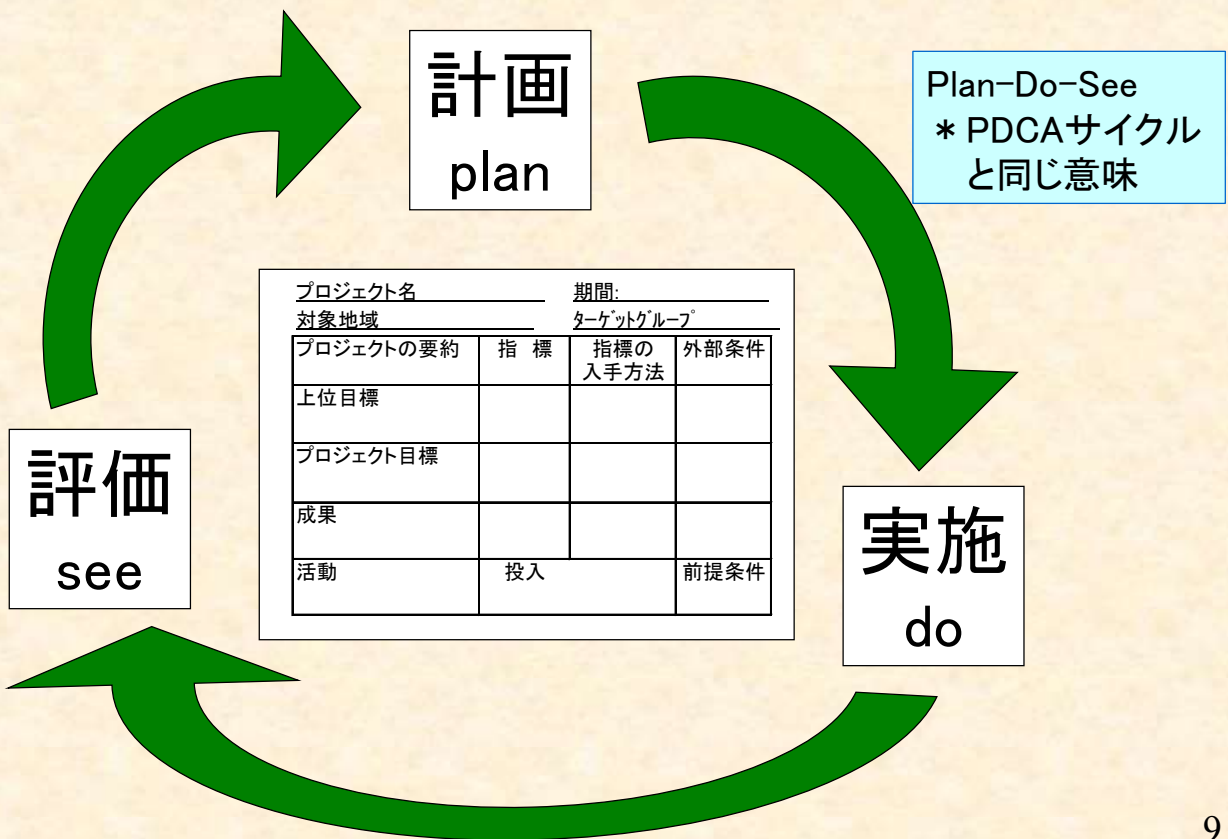 計画
plan
Plan-Do-See
＊PDCAサイクル
と同じ意味
プロジェクト名 期間:
対象地域 ﾀｰｹﾞｯﾄｸﾞﾙｰﾌﾟ
プロジェクトの要約 指 標 指標の 外部条件
入手方法
上位目標
プロジェクト目標
成果
活動 投入 前提条件
評価
see
実施
do
9